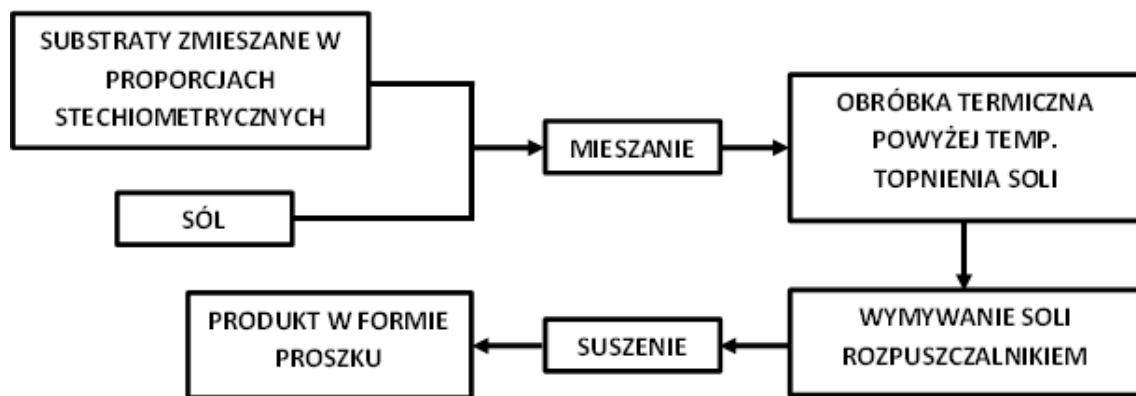 SUBSTRATY ZMIESZANE W
PROPORCJACH
STECHIOMETRYCZNYCH
SÓL
MIESZANIE
OBRÓBKA TERMICZNA
POWYŻEJ TEMP.
TOPNIENIA SOLI
WYMYWANIE SOLI
ROZPUSZCZALNIKIEM
SUSZENIE
PRODUKT W FORMIE
PROSZKU